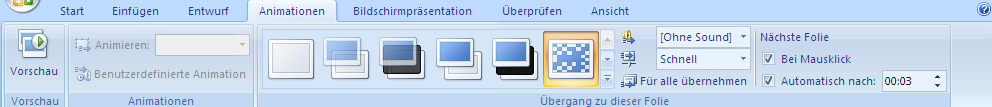 Start Einfügen Entwurf Animationen Bildschirmpräsentation Überprüfen Ansicht
Vorschau
Vorschau
Animieren:
Benutzerdefinierte Animation
Animationen
[Ohne Sound]
Schnell
Für alle übernehmen
Nächste Folie
Bei Mausklick
Automatisch nach: 00:03
Übergang zu dieser Folie